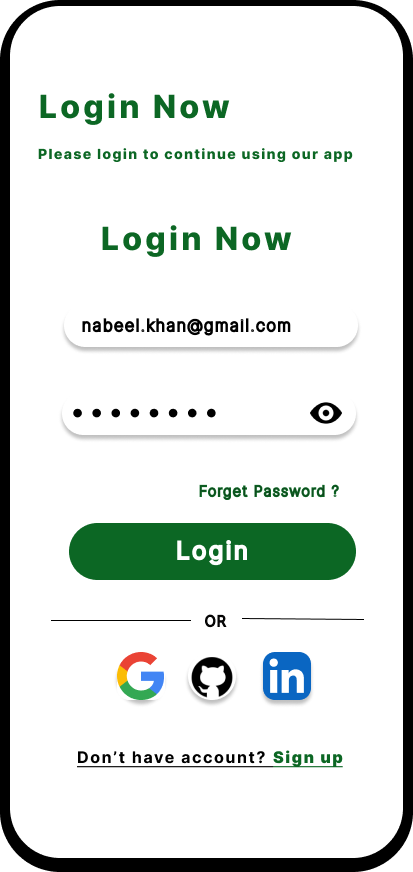 Login Now
Please login to continue using our app
Login Now
nabeel.khan@gmail.com
Forget Password ?
Login
OR
in
Don’t have account? Sign up